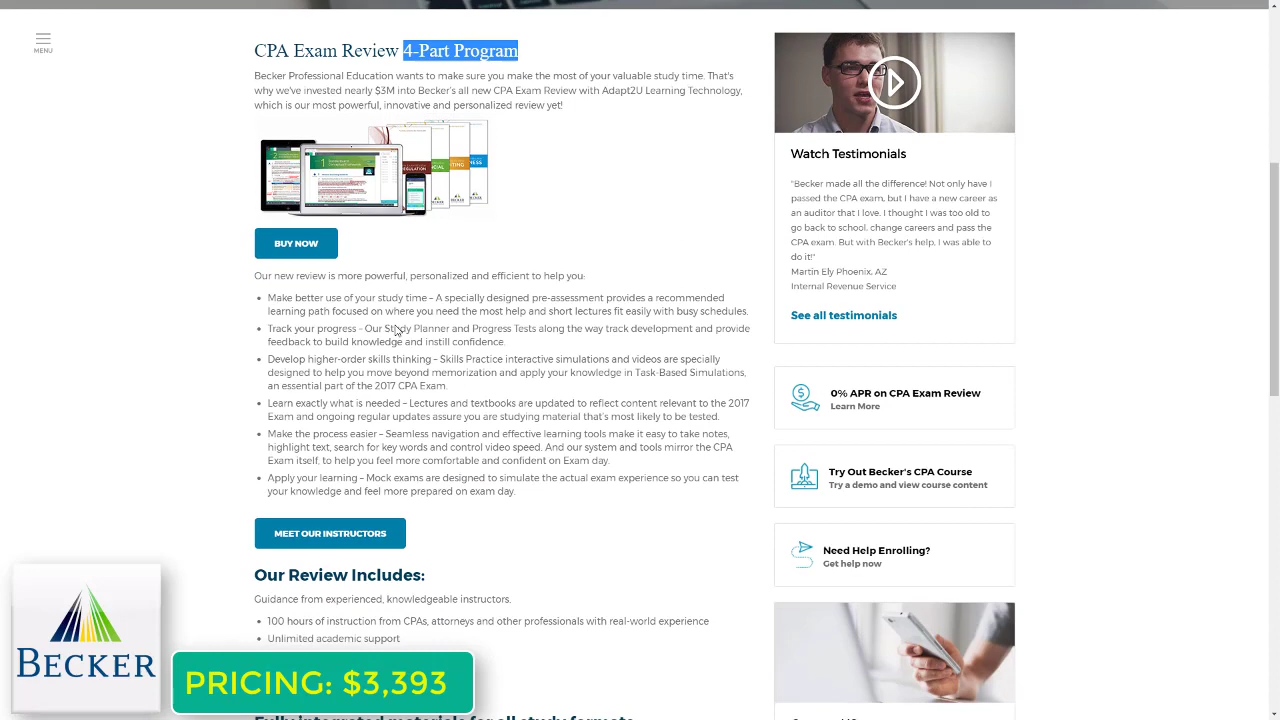 MENU
CPA Exam Review 4-Part Program
Becker Professional Education wants to make sure you make the most of your valuable study time. That's
why we've invested nearly $3M into Becker's all new CPA Exam Review with Adapt2U Learning Technology,
which is our most powerful, innovative and personalized review yet!
BUY NOW
Our new review is more powerful, personalized and efficient to help you:
Make better use of your study time – A specially designed pre-assessment provides a recommended
learning path focused on where you need the most help and short lectures fit easily with busy schedules.
Track your progress – Our Study Planner and Progress Tests along the way track development and provide
feedback to build knowledge and instill confidence.
Develop higher-order skills thinking – Skills Practice interactive simulations and videos are specially
designed to help you move beyond memorization and apply your knowledge in Task-Based Simulations,
an essential part of the 2017 CPA Exam.
Learn exactly what is needed – Lectures and textbooks are updated to reflect content relevant to the 2017
Exam and ongoing regular updates assure you are studying material that's most likely to be tested.
Make the process easier – Seamless navigation and effective learning tools make it easy to take notes,
highlight text, search for key words and control video speed. And our system and tools mirror the CPA
Exam itself, to help you feel more comfortable and confident on Exam day.
Apply your learning – Mock exams are designed to simulate the actual exam experience so you can test
your knowledge and feel more prepared on exam day.
MEET OUR INSTRUCTORS
Our Review Includes:
Guidance from experienced, knowledgeable instructors.
100 hours of instruction from CPAs, attorneys and other professionals with real-world experience
Unlimited academic support
Watch Testimonials
"Becker made all the difference! Not only have I
passed the CPA exam, but I have a new career as
an auditor that I love. I thought I was too old to
go back to school, change careers and pass the
CPA exam. But with Becker's help, I was able to
do it!"
Martin Ely Phoenix, AZ
Internal Revenue Service
See all testimonials
0% APR on CPA Exam Review
Learn More
Try Out Becker's CPA Course
Try a demo and view course content
Need Help Enrolling?
Get help now
BECKER
PRICING: $3,393